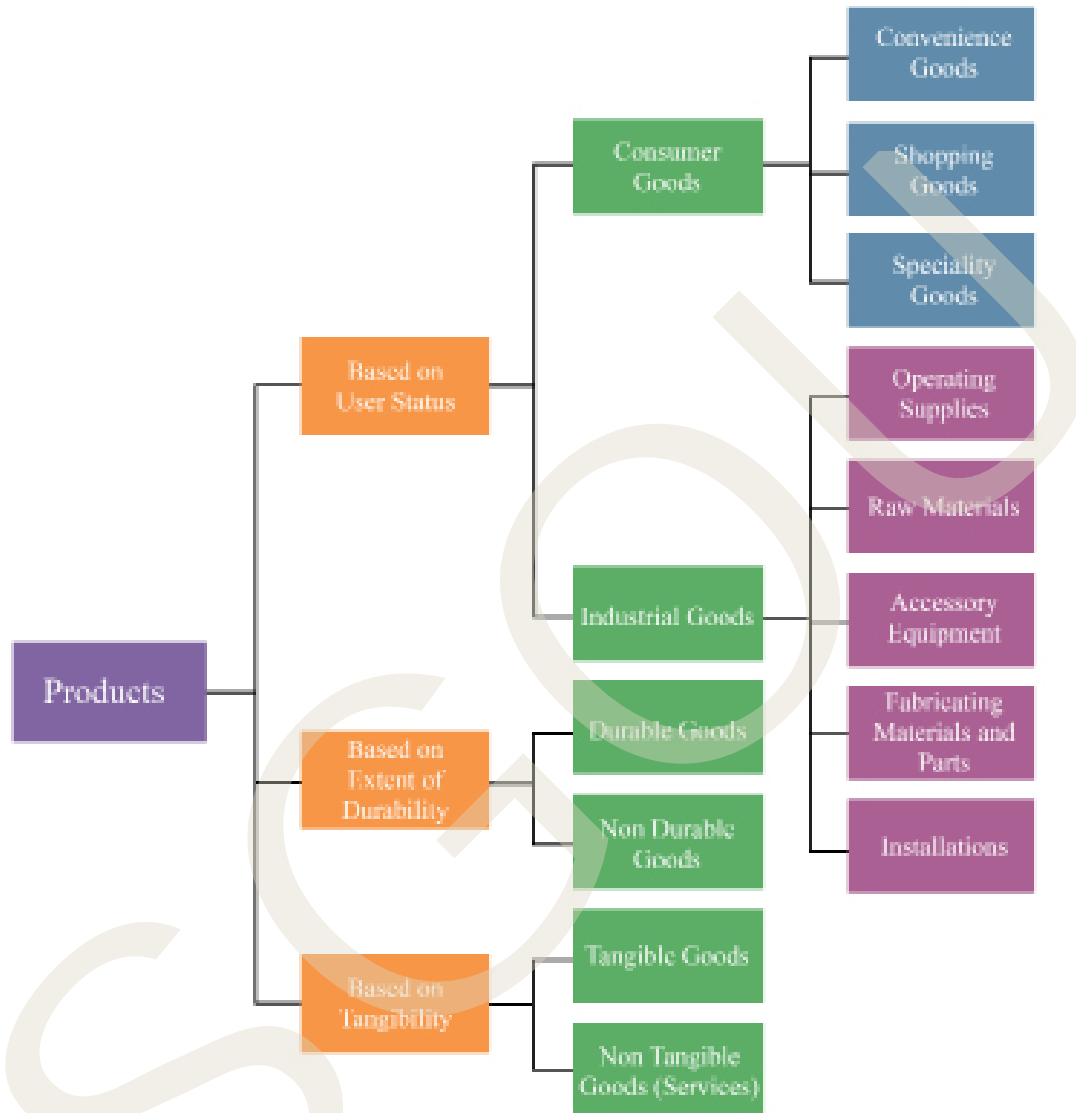 Products
Based on
User Status
Based on
Extent of
Durability
Based on
Tangibility
Consumer
Goods
Industrial Goods
Durable Goods
Non Durable
Goods
Tangible Goods
Non Tangible
Goods (Services)
Convenience
Goods
Shopping
Goods
Speciality
Goods
Operating
Supplies
Raw Materials
Accessory
Equipment
Fabricating
Materials and
Parts
Installations
SGOU